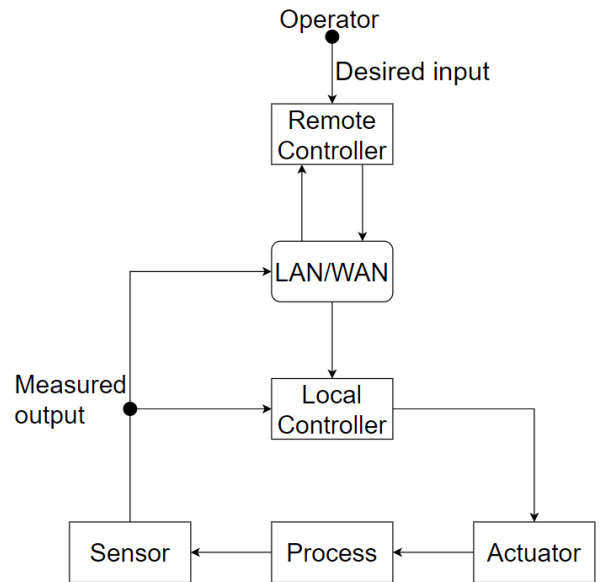 Operator
Desired input
Remote
Controller
LAN/WAN
Measured
output
Local
Controller
Sensor
Process
Actuator